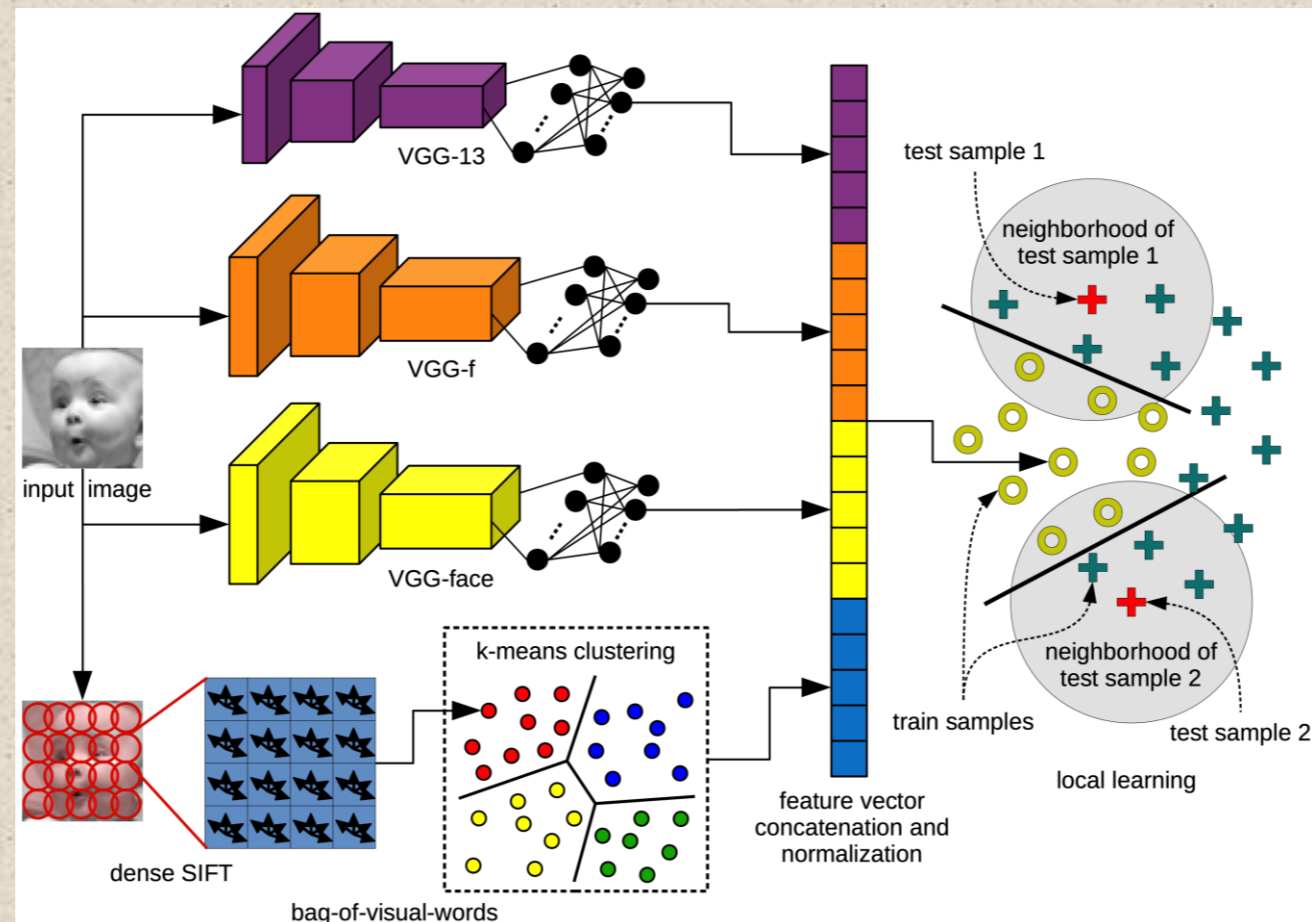 VGG-13
test sample 1
neighborhood of
test sample 1
VGG-f
input image
VGG-face
k-means clustering
neighborhood of
test sample 2
train samples
test sample 2
local learning
feature vector
concatenation and
normalization
dense SIFT
bag-of-visual-words